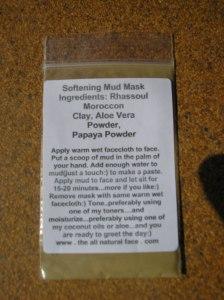 Softening Mud Mask
Ingredients: Rhassoul
Moroccon
Clay, Aloe Vera
Powder,
Papaya Powder
Apply warm wet facecloth to face.
Put a scoop of mud in the palm of
your hand. Add enough water to
mud(just a touch:) to make a paste.
Apply mud to face and let sit for
15-20 minutes...more if you like:)
Remove mask with same warm wet
facecloth:) Tone..preferably using
one of my toners...and
moisturize...preferably using one of
my coconut oils or aloe...and you
are ready to greet the day:)
www . the all natural face . com